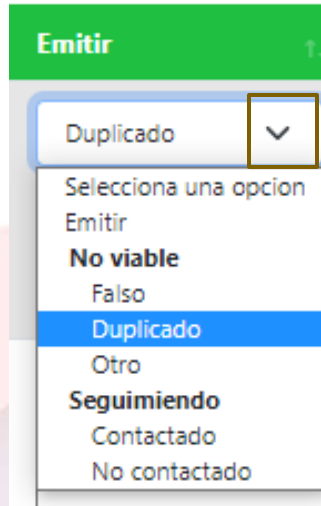 Emitir
Duplicado
Selecciona una opcion
Emitir
No viable
Falso
Duplicado
Otro
Seguimiendo
Contactado
No contactado